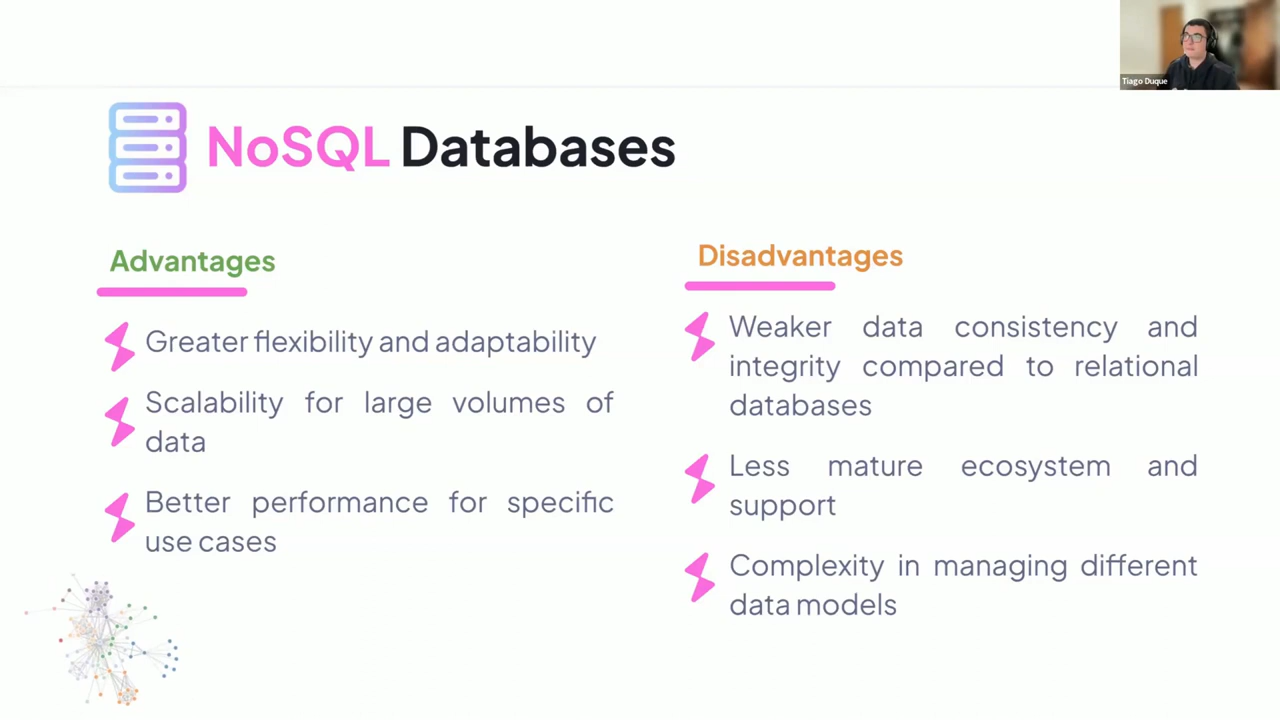 Tiago Duque
NoSQL Databases
Advantages
Greater flexibility and adaptability
Scalability for large volumes of
data
Better performance for specific
use cases
Disadvantages
Weaker data consistency and
integrity compared to relational
databases
Less mature ecosystem and
support
Complexity in managing different
data models